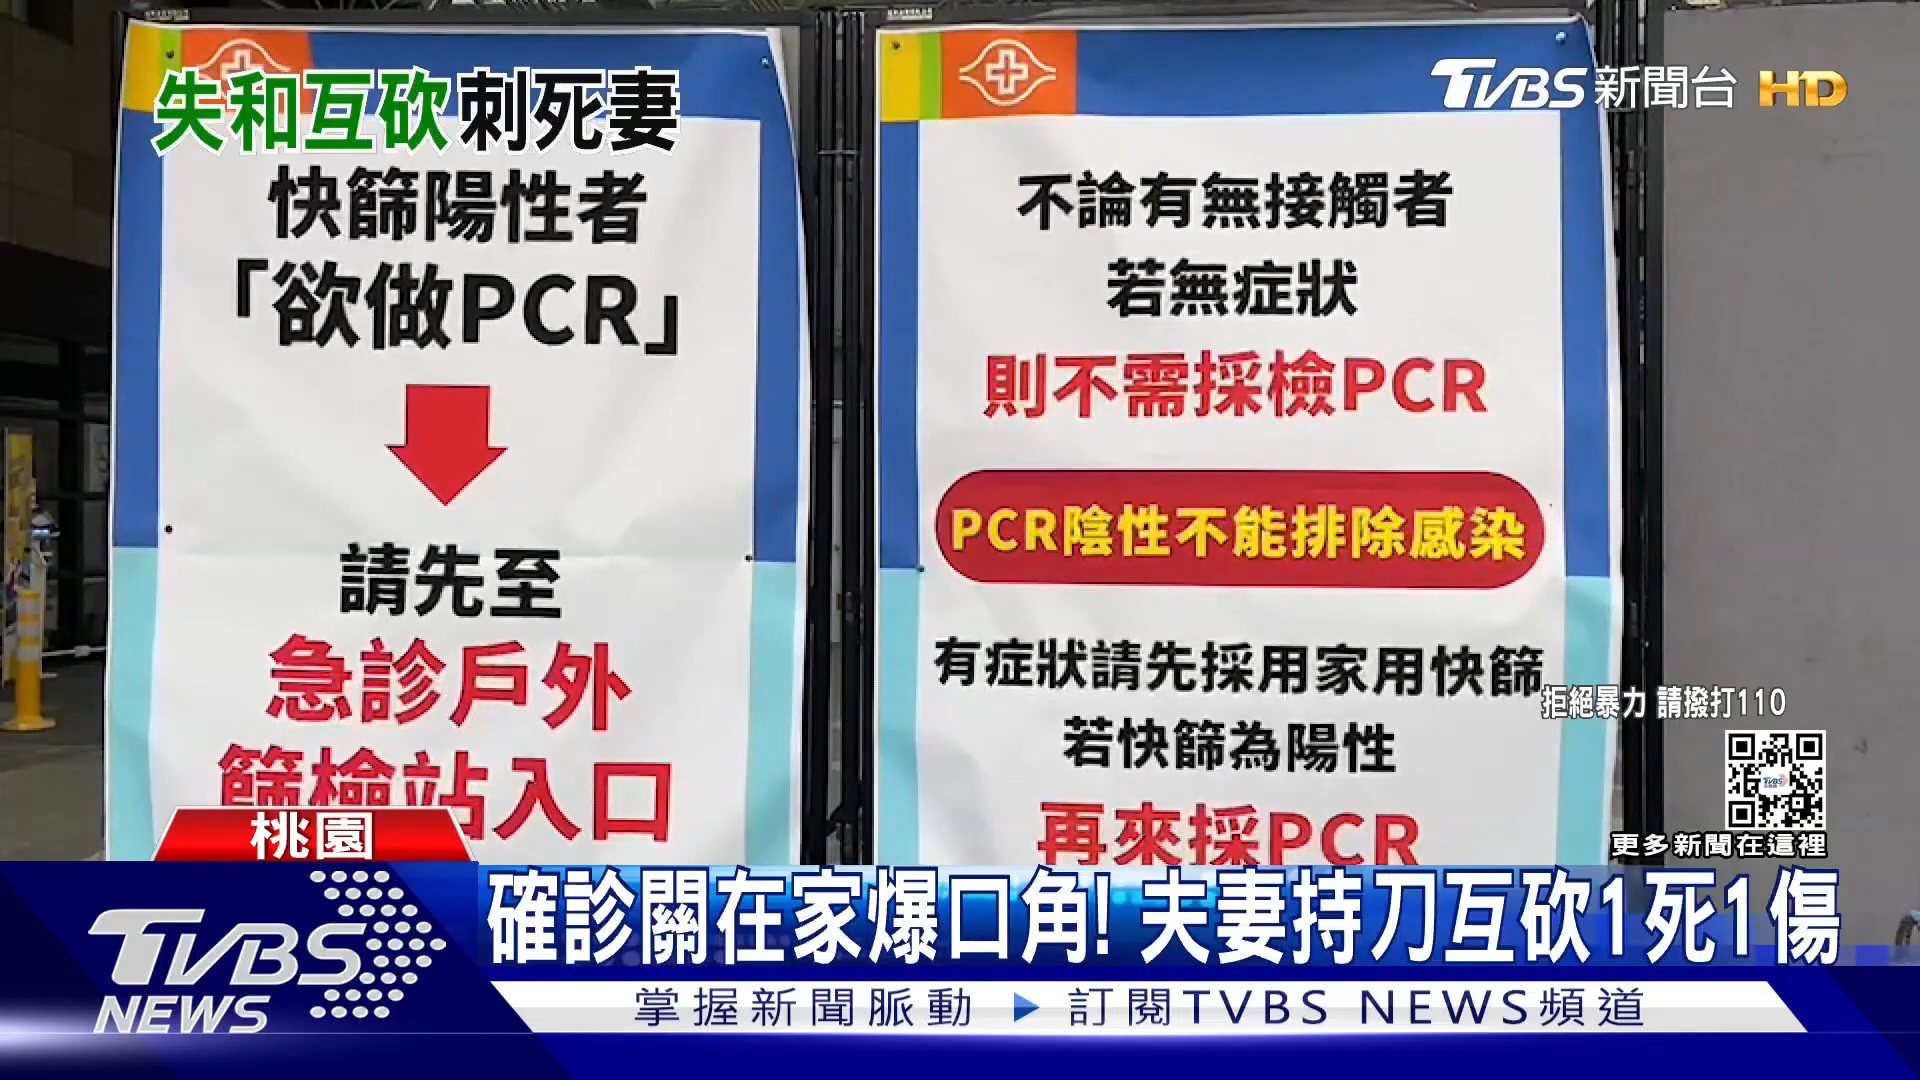 失和互砍刺死妻
TVBS新聞台 HD
快篩陽性者
「欲做PCR」
請先至
急診戶外
篩檢站入口
不論有無接觸者
若無症狀
則不需採檢PCR
PCR陰性不能排除感染
有症狀請先採用家用快篩
若快篩為陽性
再來採PCR
拒絕暴力 請撥打110
TVBS
更多新聞在這裡
桃園
確診關在家爆口角! 夫妻持刀互砍1死1傷
TVBS
NEWS
掌握新聞脈動 ▶ 訂閱TVBS NEWS頻道